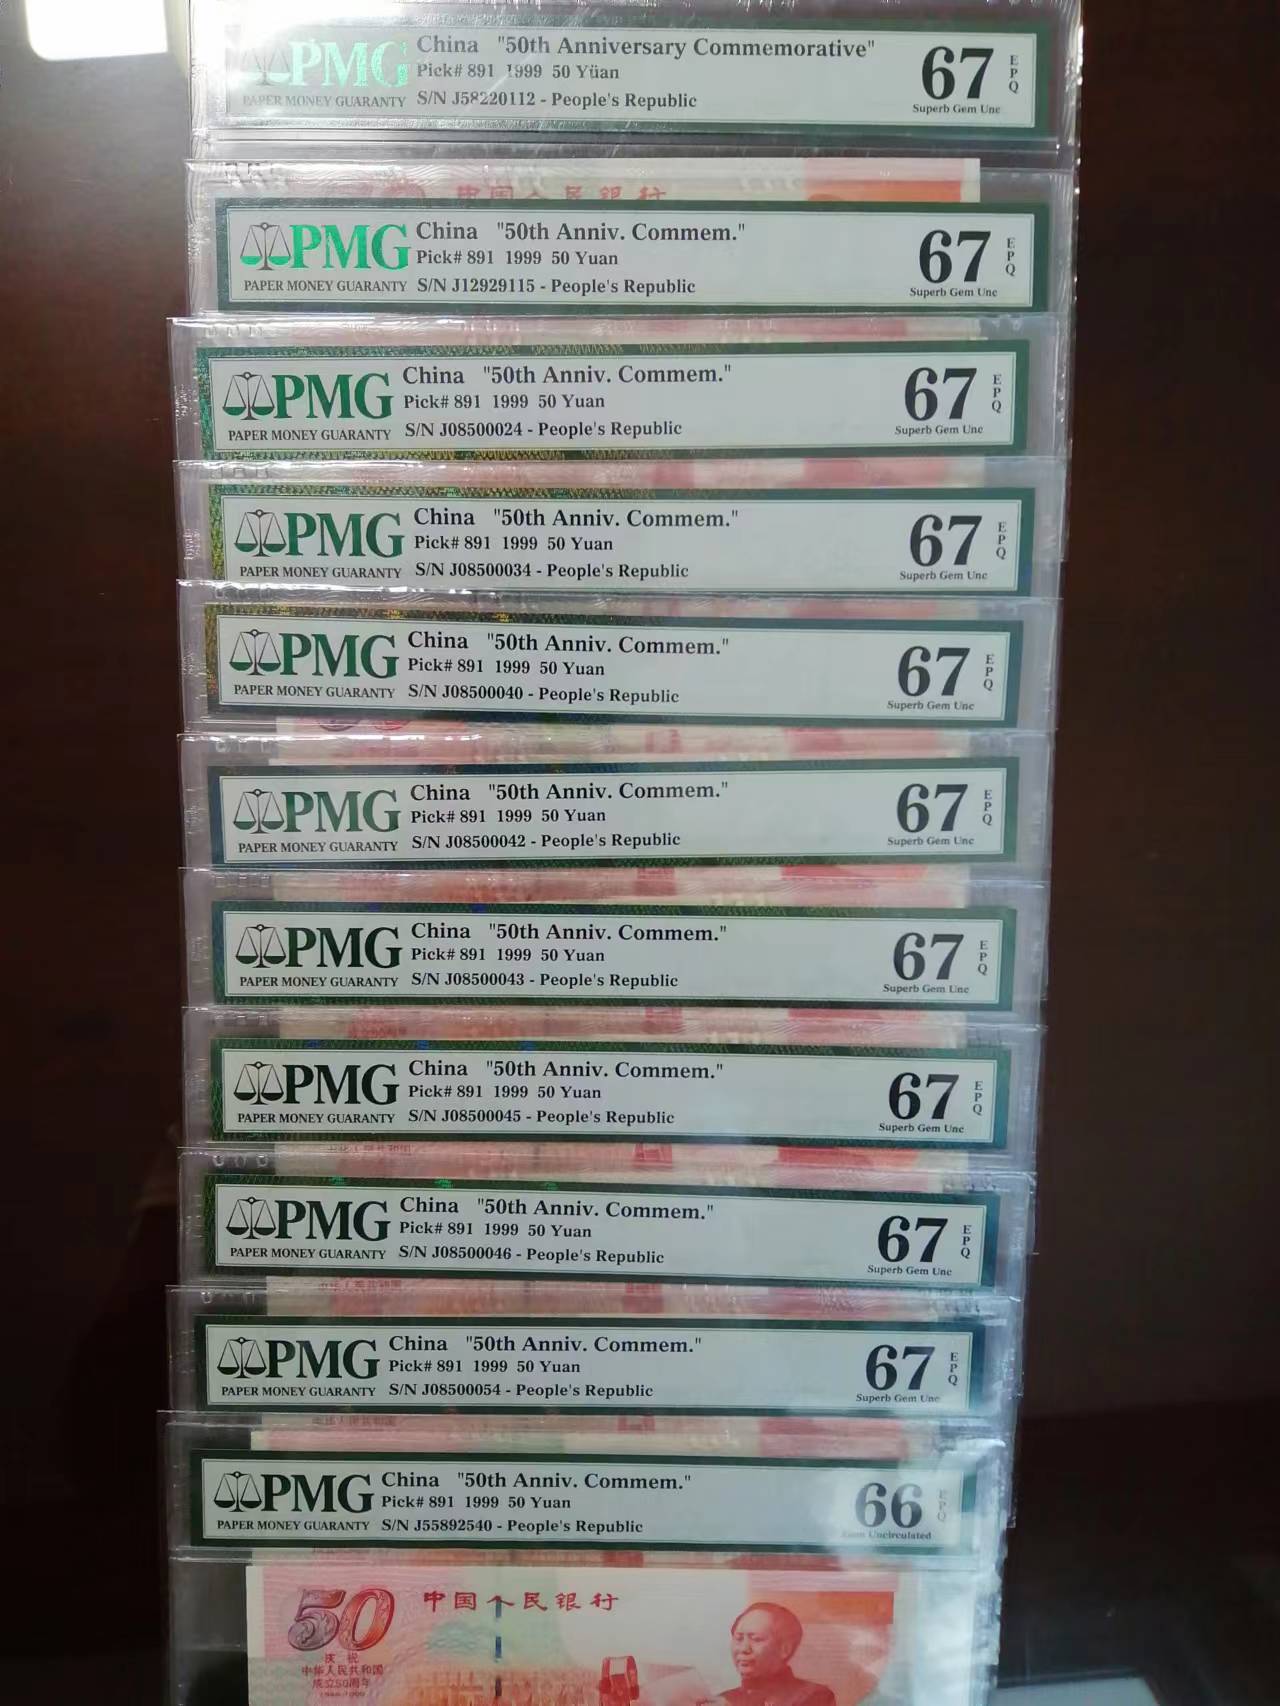 PMG
PAPER MONEY GUARANTY
China "50th Anniversary Commemorative"
Pick# 891 1999 50 Yüan
S/N J58220112 - People's Republic
67 EPQ
Superb Gem Unc
中国人民银行
PMG
PAPER MONEY GUARANTY
China "50th Anniv. Commem."
Pick# 891 1999 50 Yuan
S/N J12929115 - People's Republic
67 EPQ
Superb Gem Unc
PMG
PAPER MONEY GUARANTY
China "50th Anniv. Commem."
Pick# 891 1999 50 Yuan
S/N J08500024 - People's Republic
67 EPQ
Superb Gem Unc
PMG
PAPER MONEY GUARANTY
China "50th Anniv. Commem."
Pick# 891 1999 50 Yuan
S/N J08500034 - People's Republic
67 EPQ
Superb Gem Unc
PMG
PAPER MONEY GUARANTY
China "50th Anniv. Commem."
Pick# 891 1999 50 Yuan
S/N J08500040 - People's Republic
67 EPQ
Superb Gem Unc
PMG
PAPER MONEY GUARANTY
China "50th Anniv. Commem."
Pick# 891 1999 50 Yuan
S/N J08500042 - People's Republic
67 EPQ
Superb Gem Unc
PMG
PAPER MONEY GUARANTY
China "50th Anniv. Commem."
Pick# 891 1999 50 Yuan
S/N J08500043 - People's Republic
67 EPQ
Superb Gem Unc
PMG
PAPER MONEY GUARANTY
China "50th Anniv. Commem."
Pick# 891 1999 50 Yuan
S/N J08500045 - People's Republic
67 EPQ
Superb Gem Unc
PMG
PAPER MONEY GUARANTY
China "50th Anniv. Commem."
Pick# 891 1999 50 Yuan
S/N J08500046 - People's Republic
67 EPQ
Superb Gem Unc
PMG
PAPER MONEY GUARANTY
China "50th Anniv. Commem."
Pick# 891 1999 50 Yuan
S/N J08500054 - People's Republic
67 EPQ
Superb Gem Unc
PMG
PAPER MONEY GUARANTY
China "50th Anniv. Commem."
Pick# 891 1999 50 Yuan
S/N J55892540 - People's Republic
66 EPQ
Gem Uncirculated
50
中国人民银行
庆祝
中华人民共和国
成立50周年
1949-1999